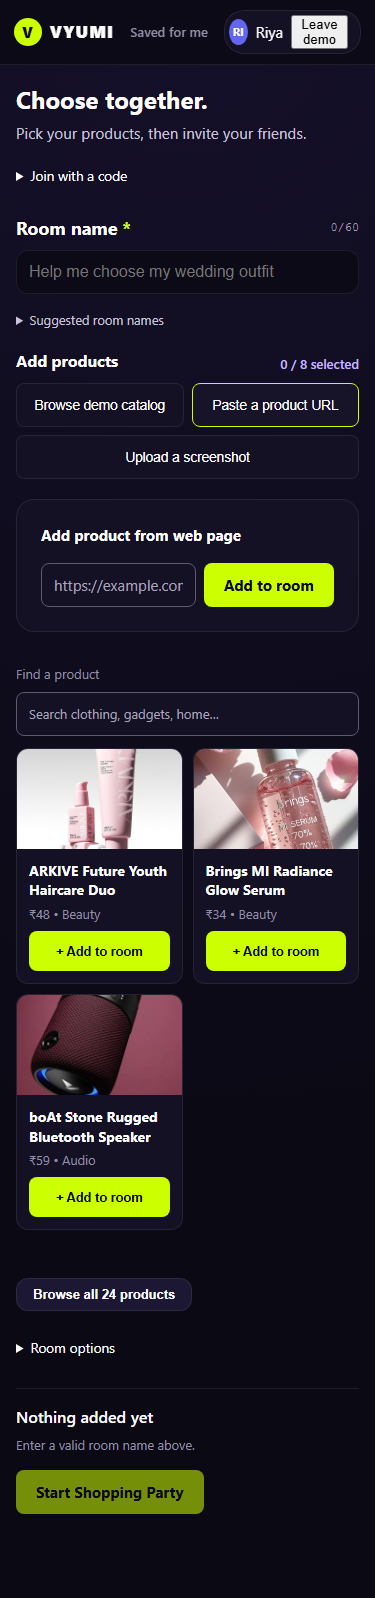 V VYUMI Saved for me RI Riya Leave demo
Choose together.
Pick your products, then invite your friends.
Join with a code
Room name * 0/60
Help me choose my wedding outfit
Suggested room names
Add products 0 / 8 selected
Browse demo catalog Paste a product URL
Upload a screenshot
Add product from web page
https://example.cor Add to room
Find a product
Search clothing, gadgets, home...
Brings
SERUM
70%
70%
ARKIVE Future Youth
Haircare Duo
₹48 • Beauty
+ Add to room
Brings MI Radiance
Glow Serum
₹34 • Beauty
+ Add to room
boAt Stone Rugged
Bluetooth Speaker
₹59 • Audio
+ Add to room
Browse all 24 products
Room options
Nothing added yet
Enter a valid room name above.
Start Shopping Party